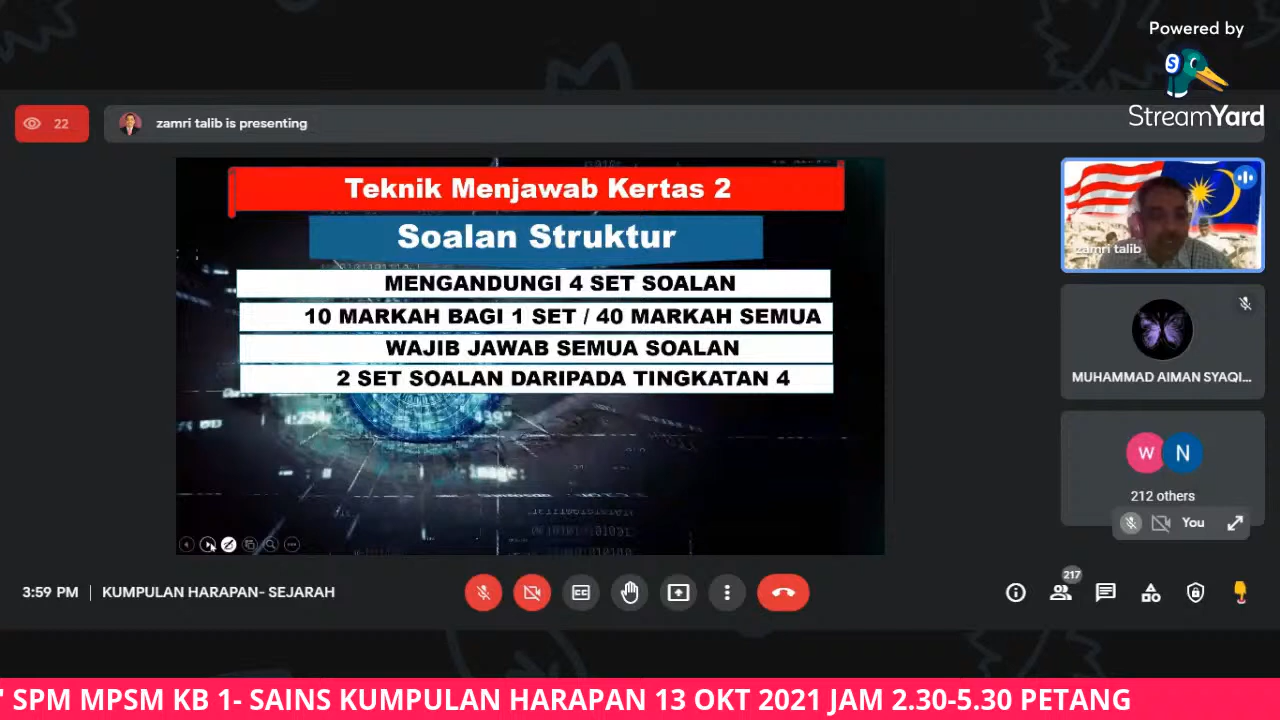 Powered by
StreamYard
22
zamri talib is presenting
Teknik Menjawab Kertas 2
Soalan Struktur
MENGANDUNGI 4 SET SOALAN
10 MARKAH BAGI 1 SET / 40 MARKAH SEMUA
WAJIB JAWAB SEMUA SOALAN
2 SET SOALAN DARIPADA TINGKATAN 4
zamri talib
MUHAMMAD AIMAN SYAQI...
W
N
212 others
You
3:59 PM
KUMPULAN HARAPAN- SEJARAH
217
SPM MPSM KB 1- SAINS KUMPULAN HARAPAN 13 OKT 2021 JAM 2.30-5.30 PETANG